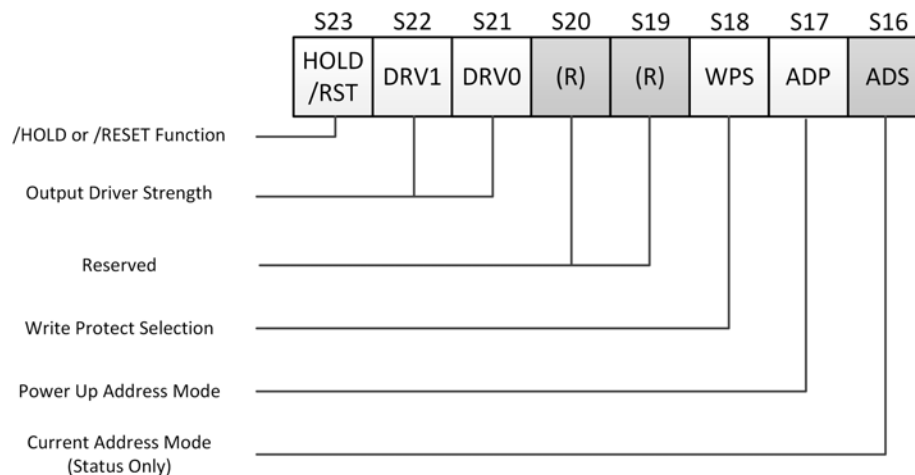 S23 S22 S21 S20 S19 S18 S17 S16
HOLD
/RST DRV1 DRV0 (R) (R) WPS ADP ADS
/HOLD or /RESET Function
Output Driver Strength
Reserved
Write Protect Selection
Power Up Address Mode
Current Address Mode
(Status Only)